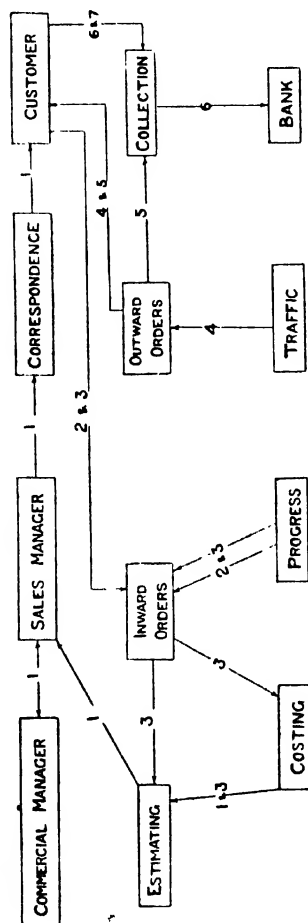 COMMERCIAL MANAGER
1
SALES MANAGER
1
CORRESPONDENCE
1
CUSTOMER
6 & 7
1
2 & 3
4 & 5
ESTIMATING
3
INWARD
ORDERS
OUTWARD
ORDERS
5
COLLECTION
1 & 3
3
2 & 3
4
6
COSTING
PROGRESS
TRAFFIC
BANK